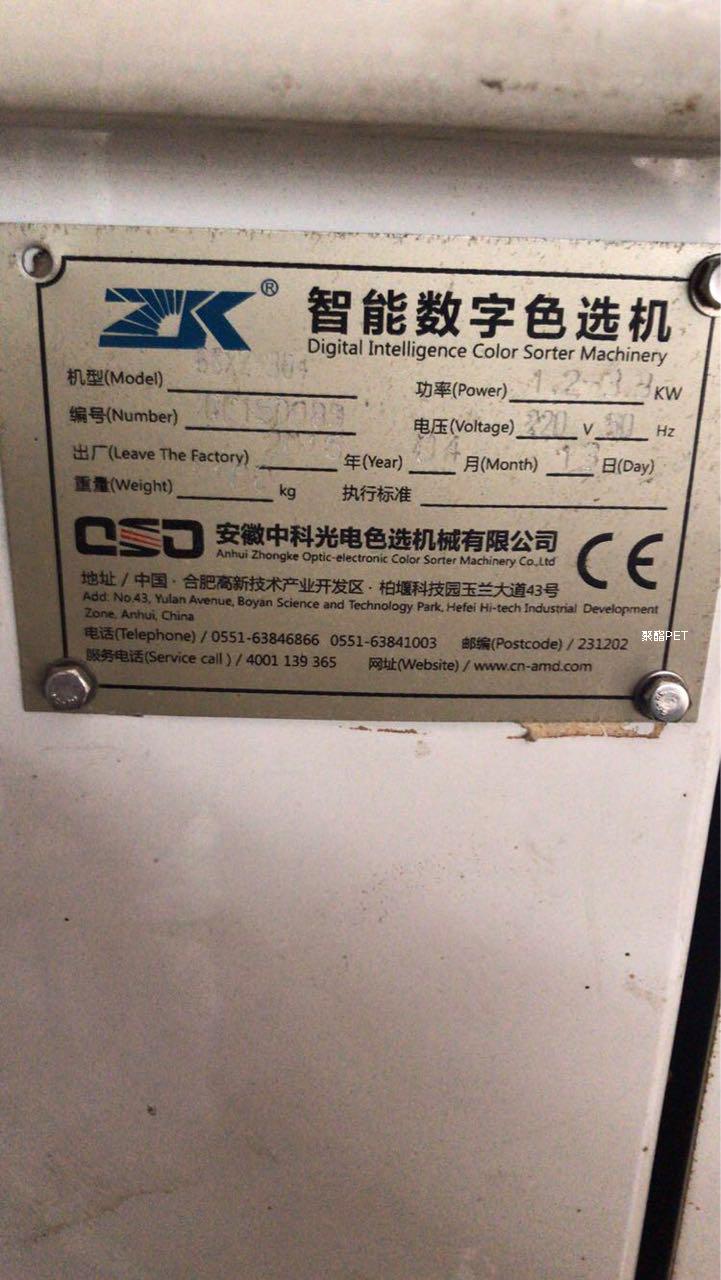 ZK® 智能数字色选机
Digital Intelligence Color Sorter Machinery
机型(Model)
功率(Power) 1.2-3.3 KW
编号(Number)
电压(Voltage) 220 V 50 Hz
出厂(Leave The Factory) 年(Year) 04 月(Month) 13 日(Day)
重量(Weight) kg 执行标准
安徽中科光电色选机械有限公司 CE
Anhui Zhongke Optic-electronic Color Sorter Machinery Co.,Ltd
地址 / 中国 · 合肥高新技术产业开发区 · 柏堰科技园玉兰大道43号
Add: No.43, Yulan Avenue, Boyan Science and Technology Park, Hefei Hi-tech Industrial Development
Zone, Anhui, China
电话(Telephone) / 0551-63846866 0551-63841003 邮编(Postcode) / 231202
服务电话(Service call) / 4001 139 365 网址(Website) / www.cn-amd.com
聚酯PET